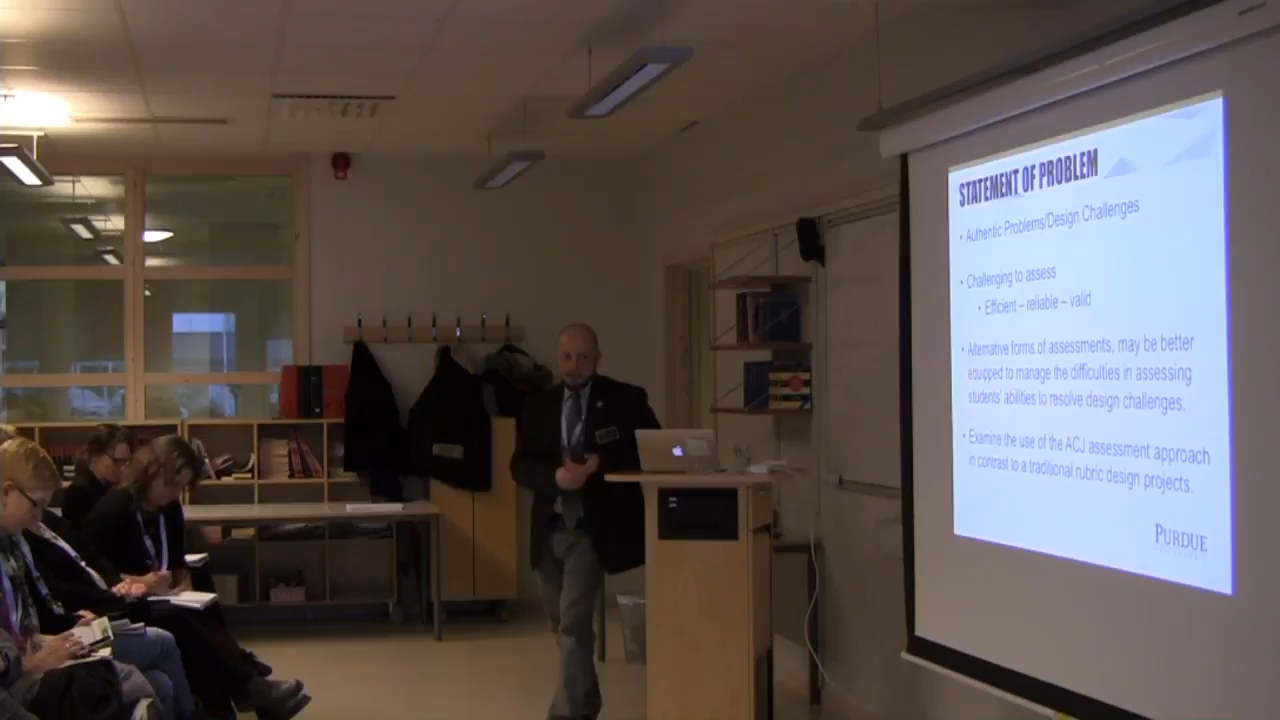 STATEMENT OF PROBLEM
• Authentic Problems/Design Challenges
• Challenging to assess
• Efficient – reliable – valid
• Alternative forms of assessments, may be better
equipped to manage the difficulties in assessing
students' abilities to resolve design challenges.
• Examine the use of the ACJ assessment approach
in contrast to a traditional rubric design projects.
PURDUE